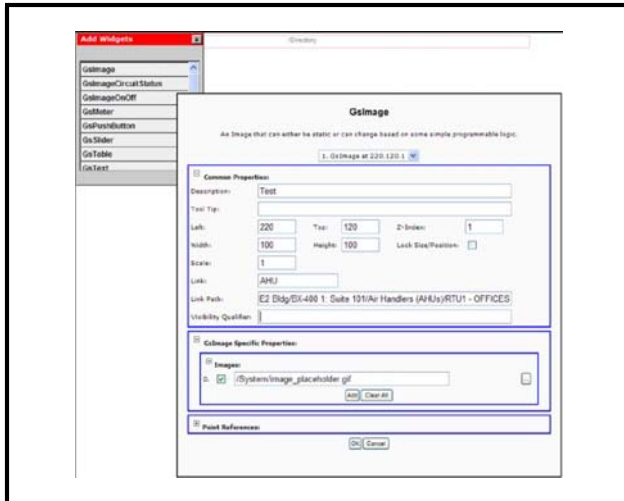 Add Widgets x
Directory
GsImage
GsImageCircuitStatus
GsImageOnOff
GsMeter
GsPushButton
GsSlider
GsTable
GsText
GsImage
An Image that can either be static or can change based on some simple programmable logic.
1. GsImage at 220.120.1
Common Properties:
Description: Test
Tool Tip:
Left: 220 Top: 120 Z-Index: 1
Width: 100 Height: 100 Lock Size/Position:
Scale: 1
Link: AHU
Link Path: E2 Bldg/BX-400 1: Suite 101/Air Handlers (AHUs)/RTU1 - OFFICES
Visibility Qualifier:
GsImage Specific Properties:
Images:
0. /System/image_placeholder.gif ...
Add Clear All
Point References:
OK Cancel